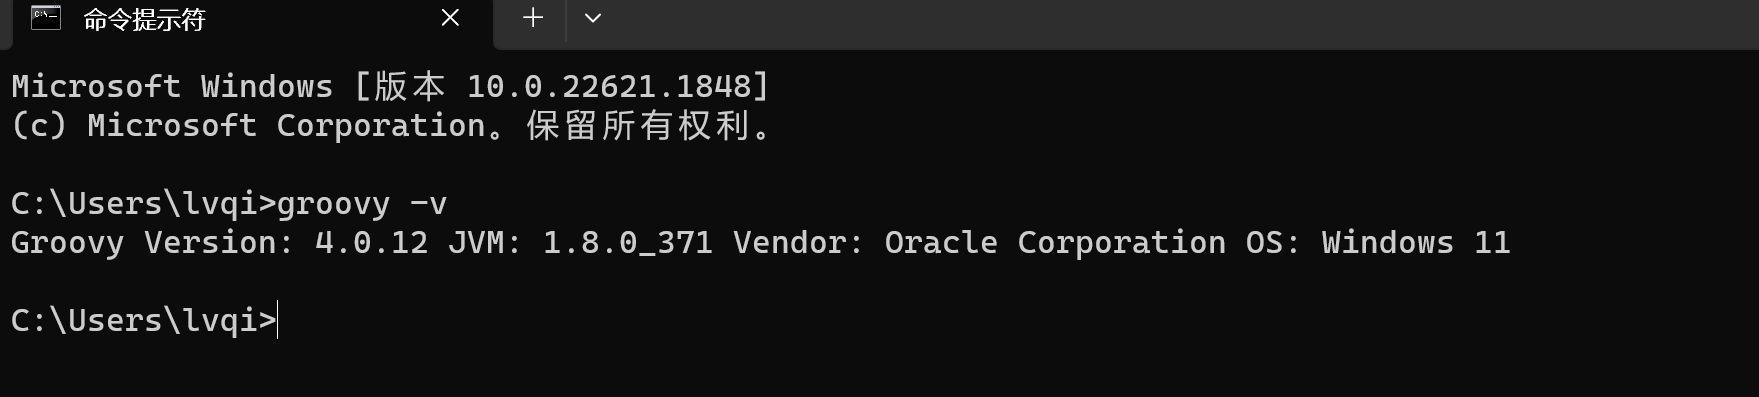 命令提示符
Microsoft Windows [版本 10.0.22621.1848]
(c) Microsoft Corporation。保留所有权利。
C:\Users\lvqi>groovy -v
Groovy Version: 4.0.12 JVM: 1.8.0_371 Vendor: Oracle Corporation OS: Windows 11
C:\Users\lvqi>